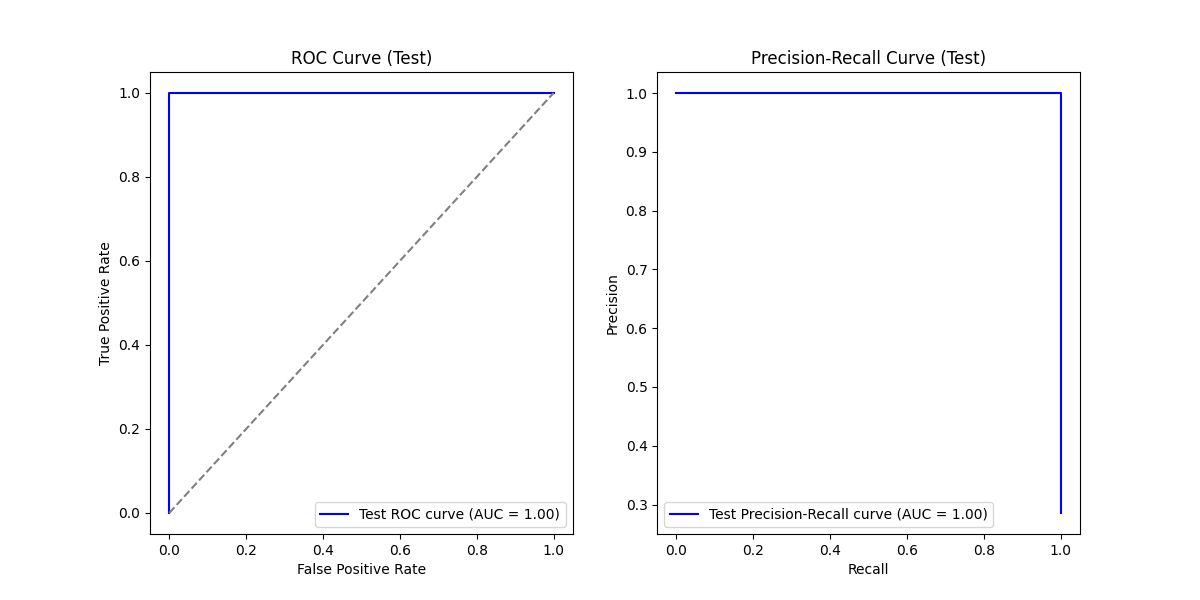 ROC Curve (Test)
1.0
0.8
0.6
0.4
0.2
0.0
True Positive Rate
0.0 0.2 0.4 0.6 0.8 1.0
False Positive Rate
Test ROC curve (AUC = 1.00)
Precision-Recall Curve (Test)
1.0
0.9
0.8
0.7
0.6
0.5
0.4
0.3
Precision
0.0 0.2 0.4 0.6 0.8 1.0
Recall
Test Precision-Recall curve (AUC = 1.00)